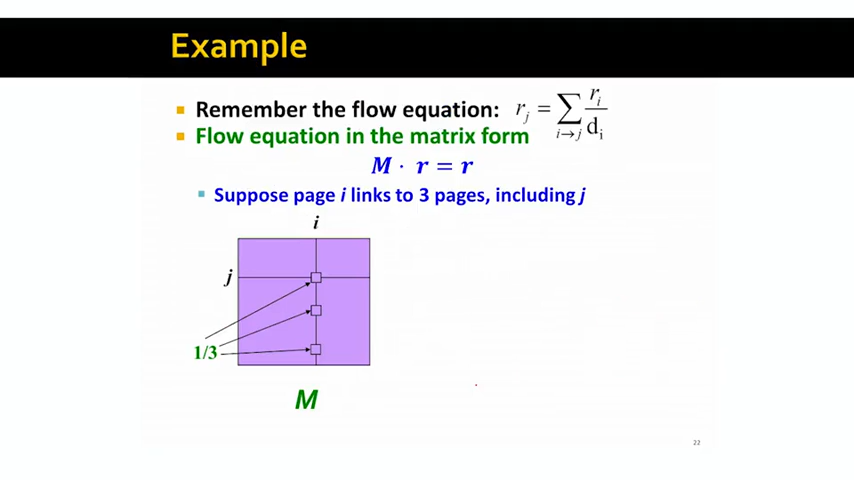 Example
Remember the flow equation: r_j = ∑_{i→j} r_i / d_i
Flow equation in the matrix form
M · r = r
Suppose page i links to 3 pages, including j
i
j
1/3
M
22